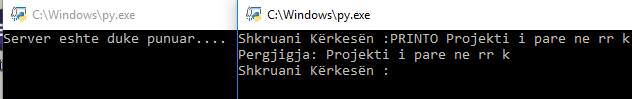 C:\Windows\py.exe
Server eshte duke punuar....
C:\Windows\py.exe
Shkruani Kërkesën :PRINTO Projekti i pare ne rr k
Pergjigja: Projekti i pare ne rr k
Shkruani Kërkesën :